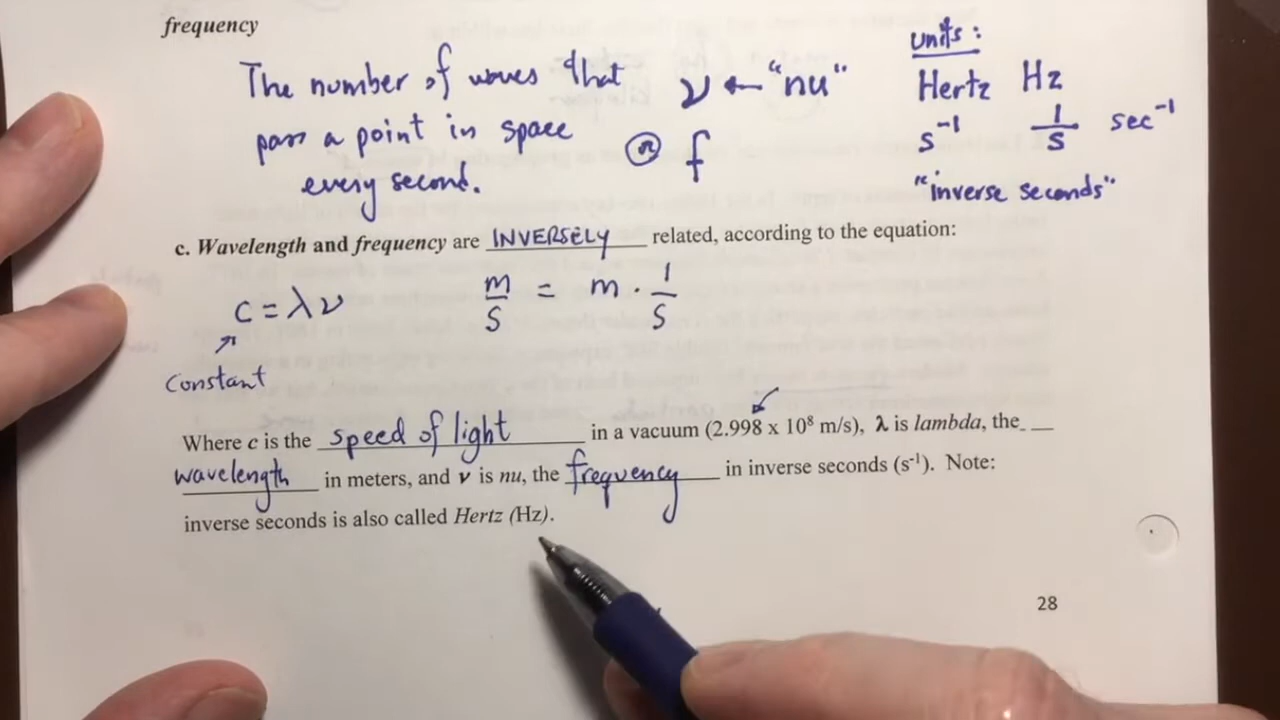 frequency
The number of waves that
pass a point in space
every second.
ν ← "nu"
or f
units:
Hertz Hz
s⁻¹ 1/s sec⁻¹
"inverse seconds"
c. Wavelength and frequency are INVERSELY related, according to the equation:
c = λν m/s = m · 1/s
↗
constant
Where c is the speed of light in a vacuum (2.998 x 10⁸ m/s), λ is lambda, the
wavelength in meters, and ν is nu, the frequency in inverse seconds (s⁻¹). Note:
inverse seconds is also called Hertz (Hz).
28